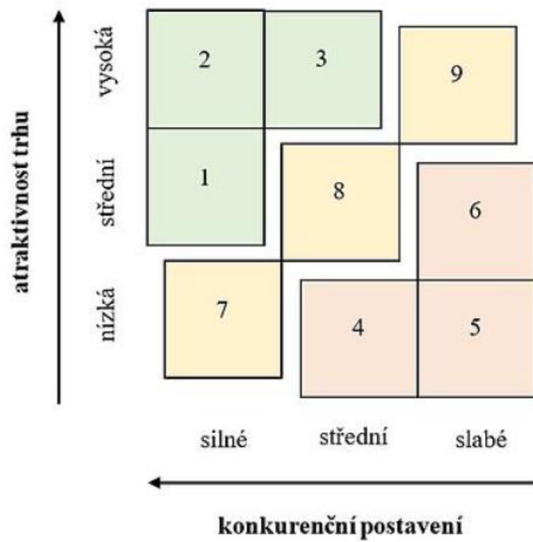 atraktivnost trhu
vysoká
střední
nízká
2
3
9
1
8
6
7
4
5
silné
střední
slabé
konkurenční postavení